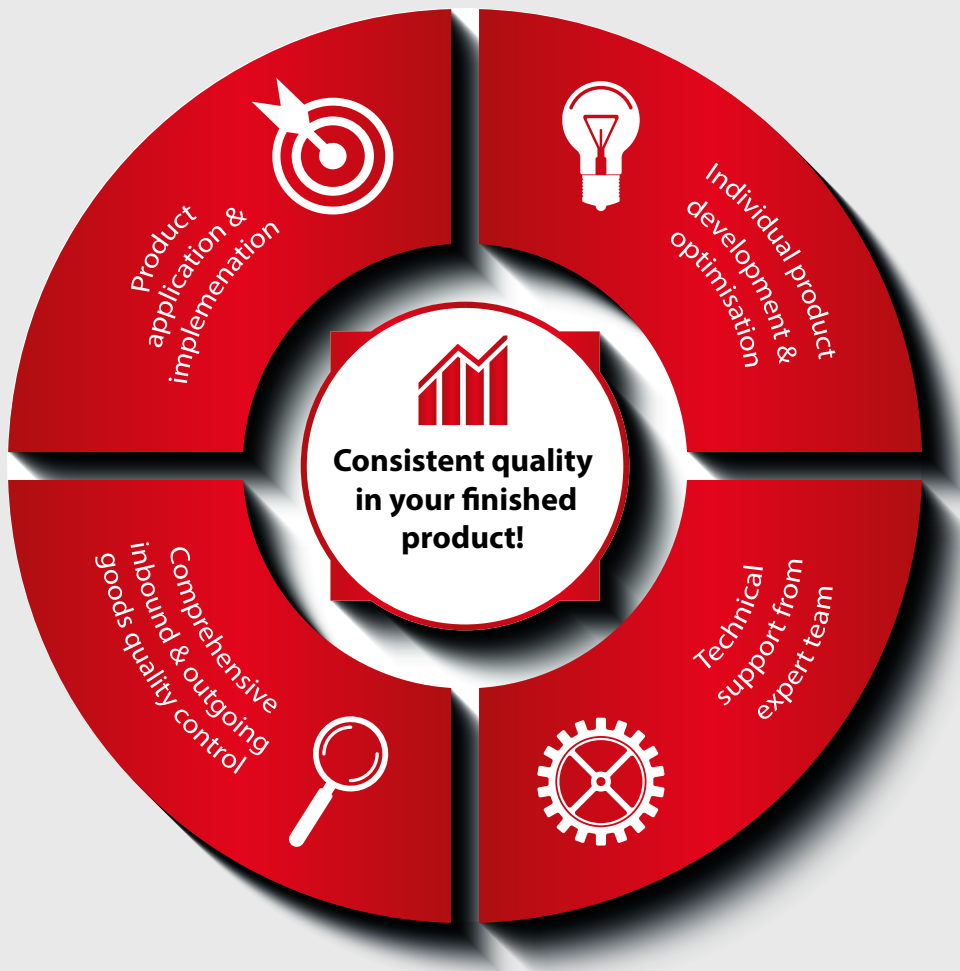 Product
application &
implemenation
Individual product
development &
optimisation
Consistent quality
in your finished
product!
Comprehensive
inbound & outgoing
goods quality control
Technical
support from
expert team